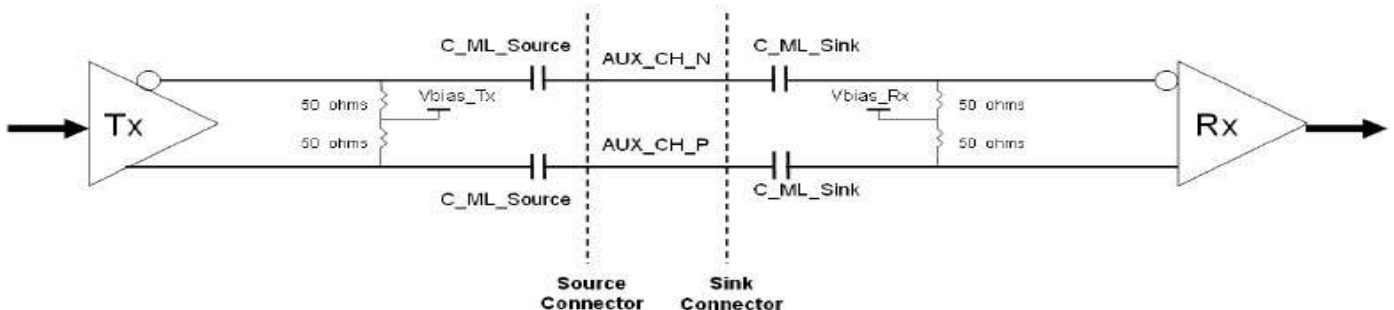 C_ML_Source
AUX_CH_N
C_ML_Sink
50 ohms
Vbias_Tx
Vbias_Rx
50 ohms
Tx
Rx
50 ohms
AUX_CH_P
50 ohms
C_ML_Source
C_ML_Sink
Source
Connector
Sink
Connector